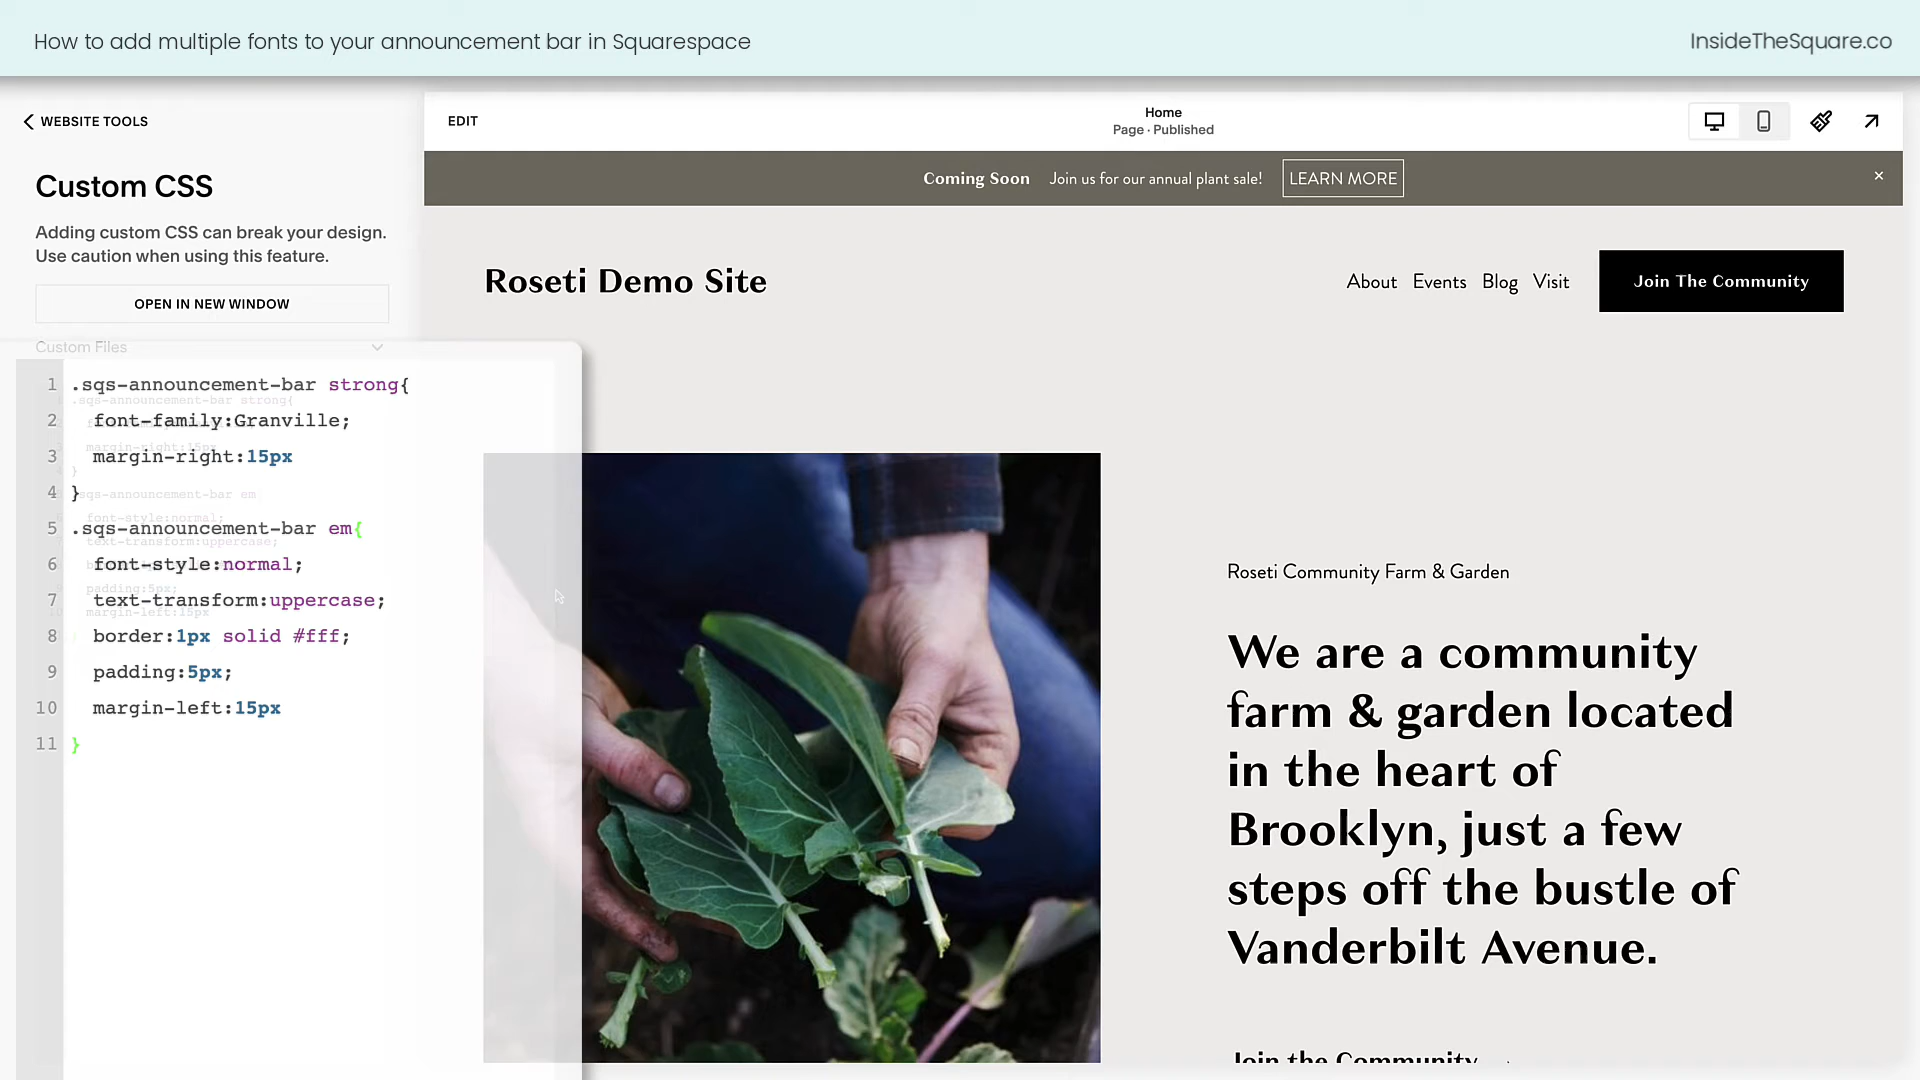 How to add multiple fonts to your announcement bar in Squarespace
InsideTheSquare.co
WEBSITE TOOLS
EDIT
Home
Page · Published
Custom CSS
Coming Soon Join us for our annual plant sale! LEARN MORE
×
Adding custom CSS can break your design.
Use caution when using this feature.
OPEN IN NEW WINDOW
Roseti Demo Site
About Events Blog Visit Join The Community
Custom Files
1 .sqs-announcement-bar strong{
2 font-family:Granville;
3 margin-right:15px
4 }
5 .sqs-announcement-bar em{
6 font-style:normal;
7 text-transform:uppercase;
8 border:1px solid #fff;
9 padding:5px;
10 margin-left:15px
11 }
Roseti Community Farm & Garden
We are a community
farm & garden located
in the heart of
Brooklyn, just a few
steps off the bustle of
Vanderbilt Avenue.
Join the Community